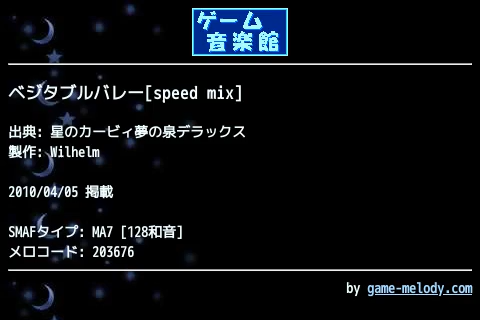 ゲーム
音楽館
ベジタブルバレー[speed mix]
出典: 星のカービィ夢の泉デラックス
製作: Wilhelm
2010/04/05 掲載
SMAFタイプ: MA7 [128和音]
メロコード: 203676
by game-melody.com